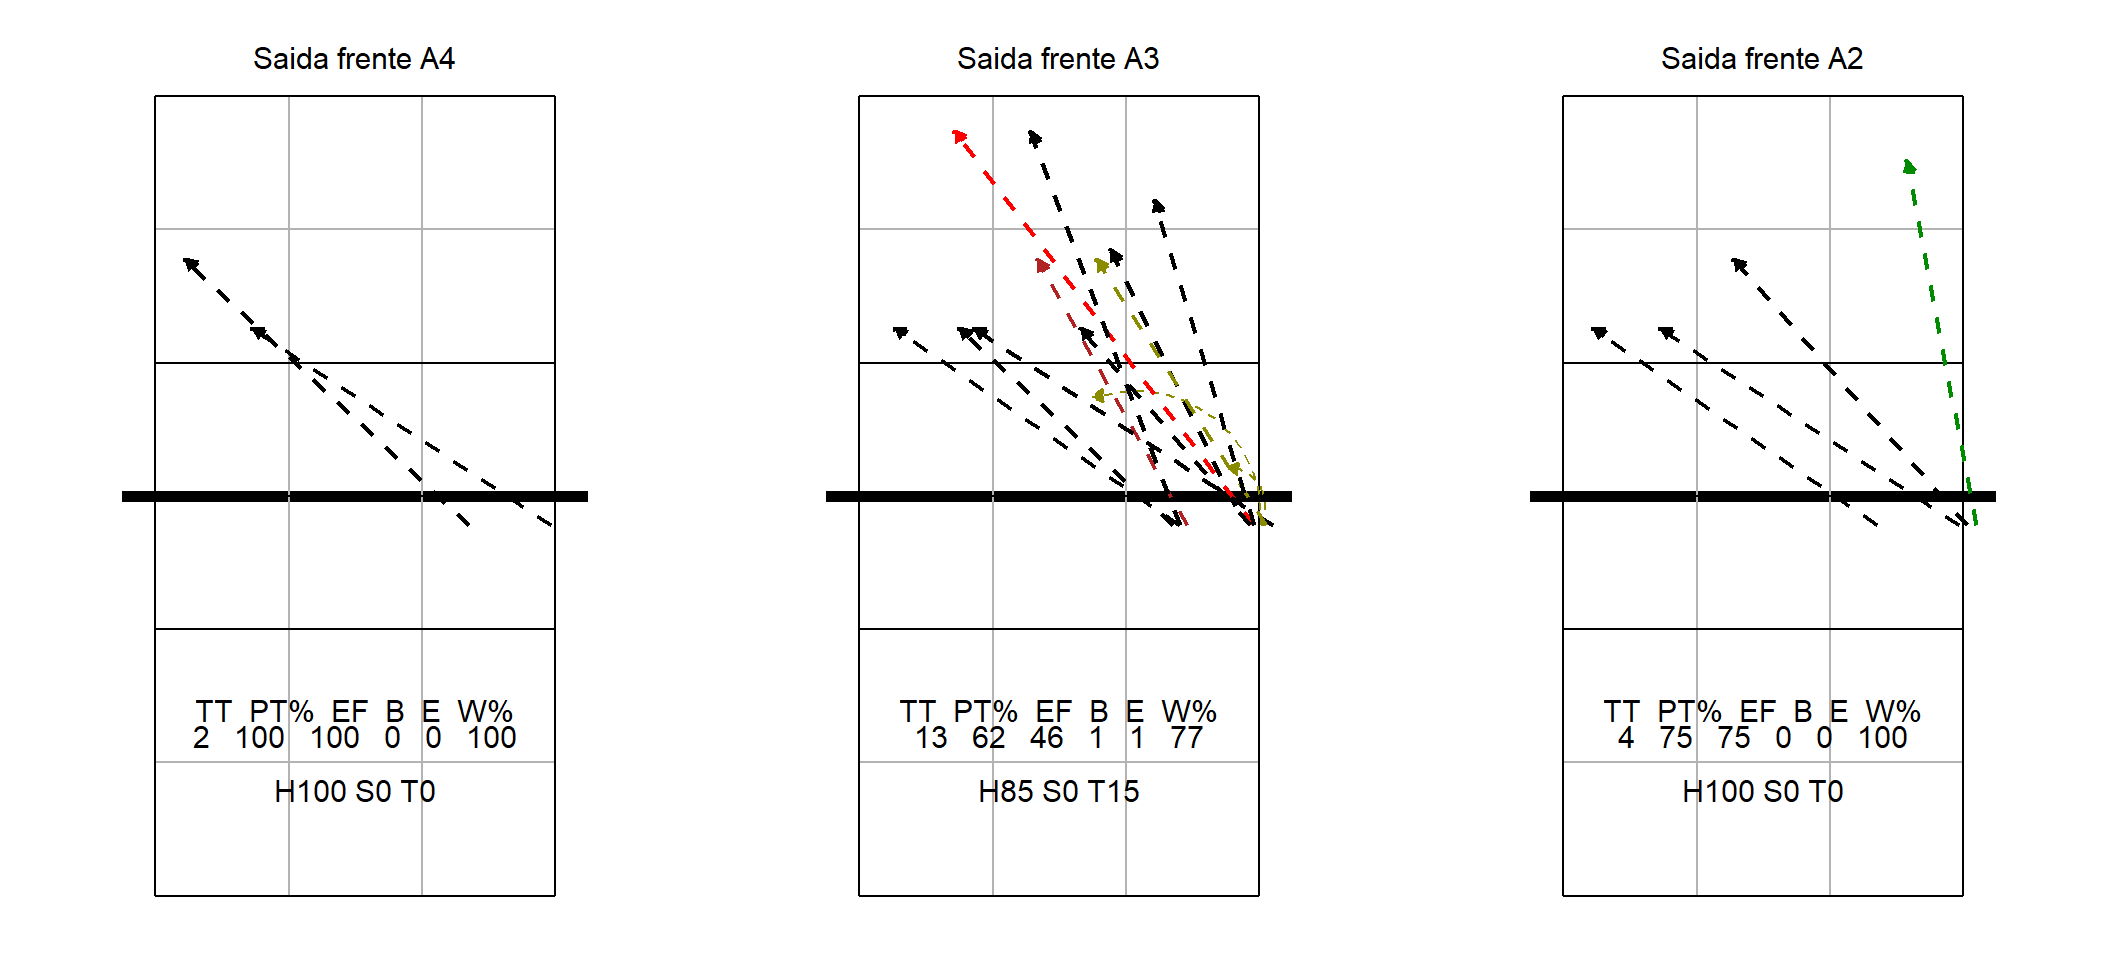 Saida frente A4
TT PT% EF B E W%
2 100 100 0 0 100
H100 S0 T0
Saida frente A3
TT PT% EF B E W%
13 62 46 1 1 77
H85 S0 T15
Saida frente A2
TT PT% EF B E W%
4 75 75 0 0 100
H100 S0 T0